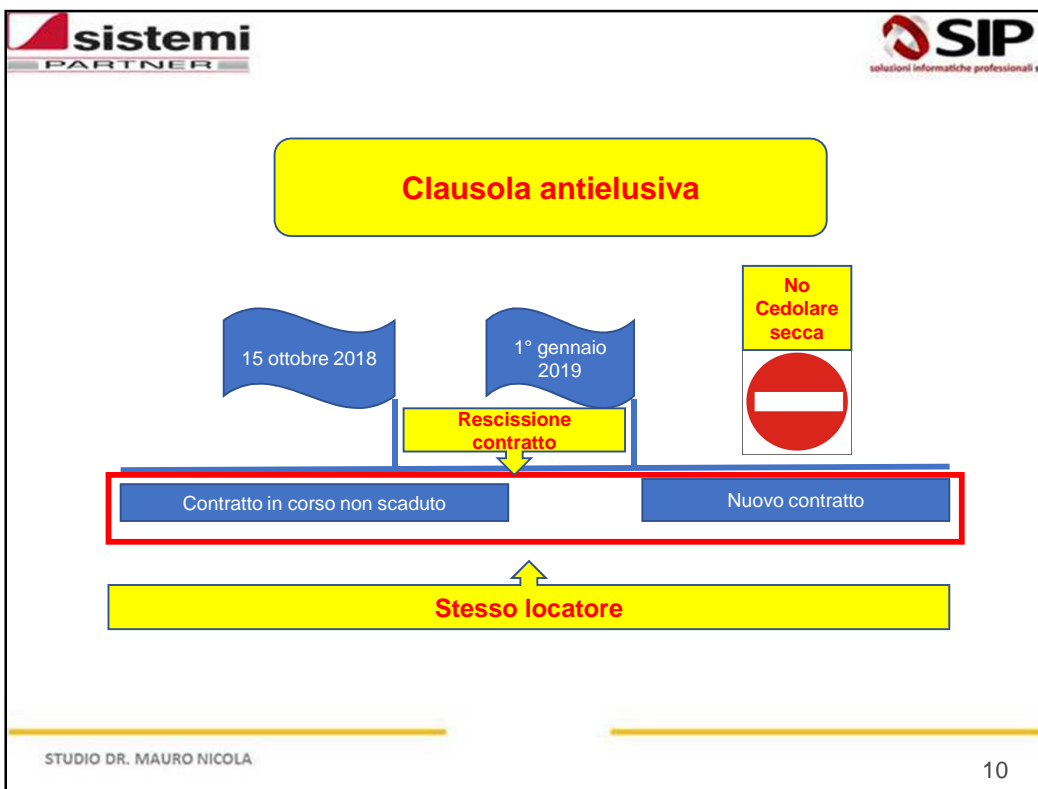 sistemi
PARTNER
SIP
soluzioni informatiche professionali s
Clausola antielusiva
No
Cedolare
secca
15 ottobre 2018
1° gennaio
2019
Rescissione
contratto
Contratto in corso non scaduto
Nuovo contratto
Stesso locatore
STUDIO DR. MAURO NICOLA
10